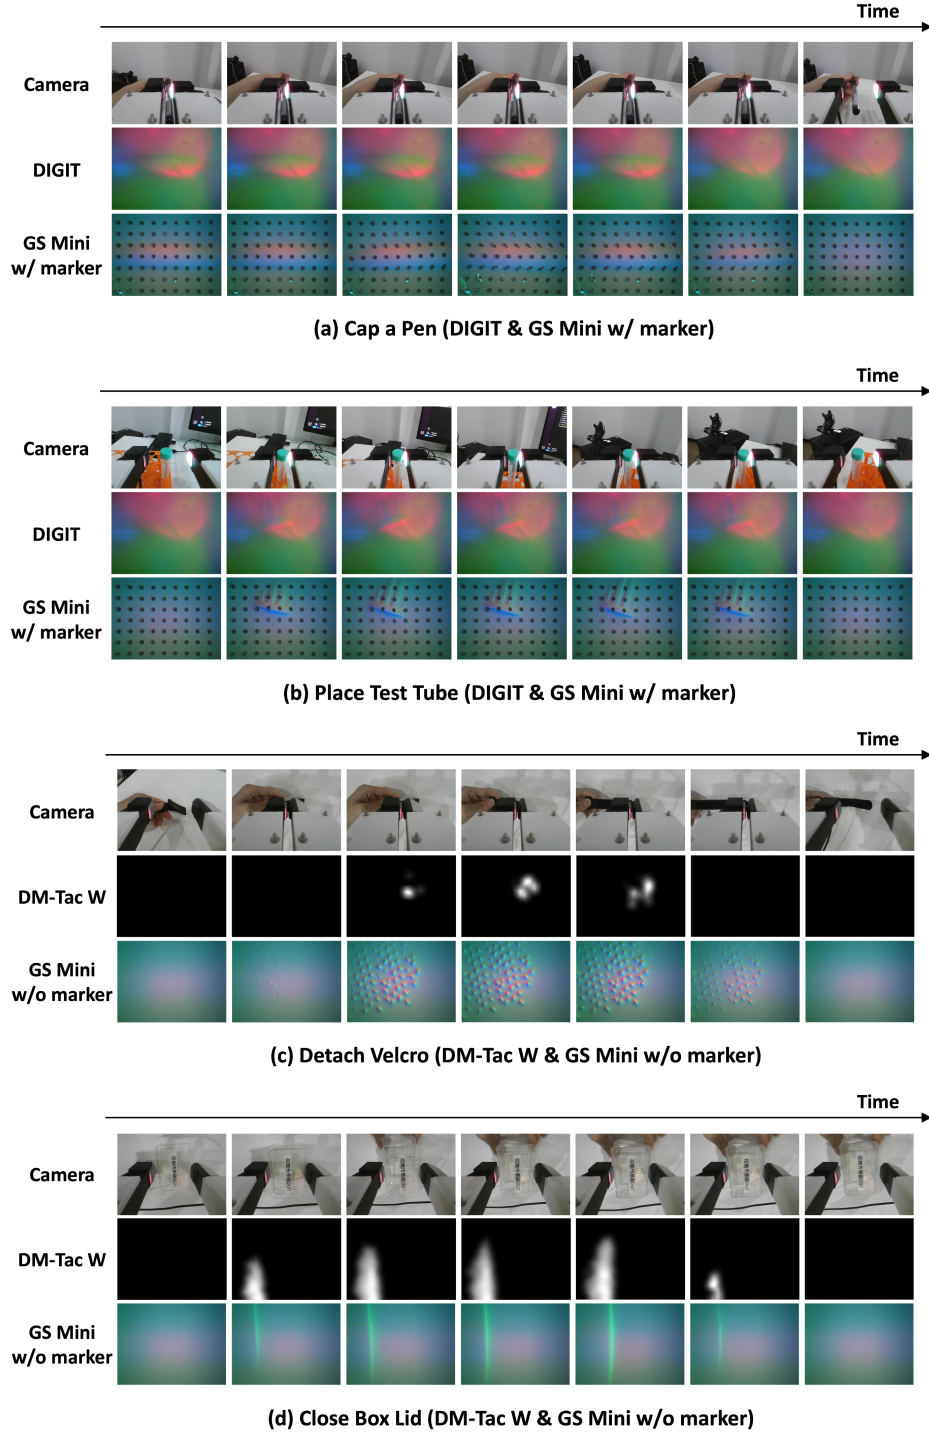 Time
Camera
DIGIT
GS Mini
w/ marker
(a) Cap a Pen (DIGIT & GS Mini w/ marker)
Time
Camera
DIGIT
GS Mini
w/ marker
(b) Place Test Tube (DIGIT & GS Mini w/ marker)
Time
Camera
DM-Tac W
GS Mini
w/o marker
(c) Detach Velcro (DM-Tac W & GS Mini w/o marker)
Time
Camera
DM-Tac W
GS Mini
w/o marker
(d) Close Box Lid (DM-Tac W & GS Mini w/o marker)